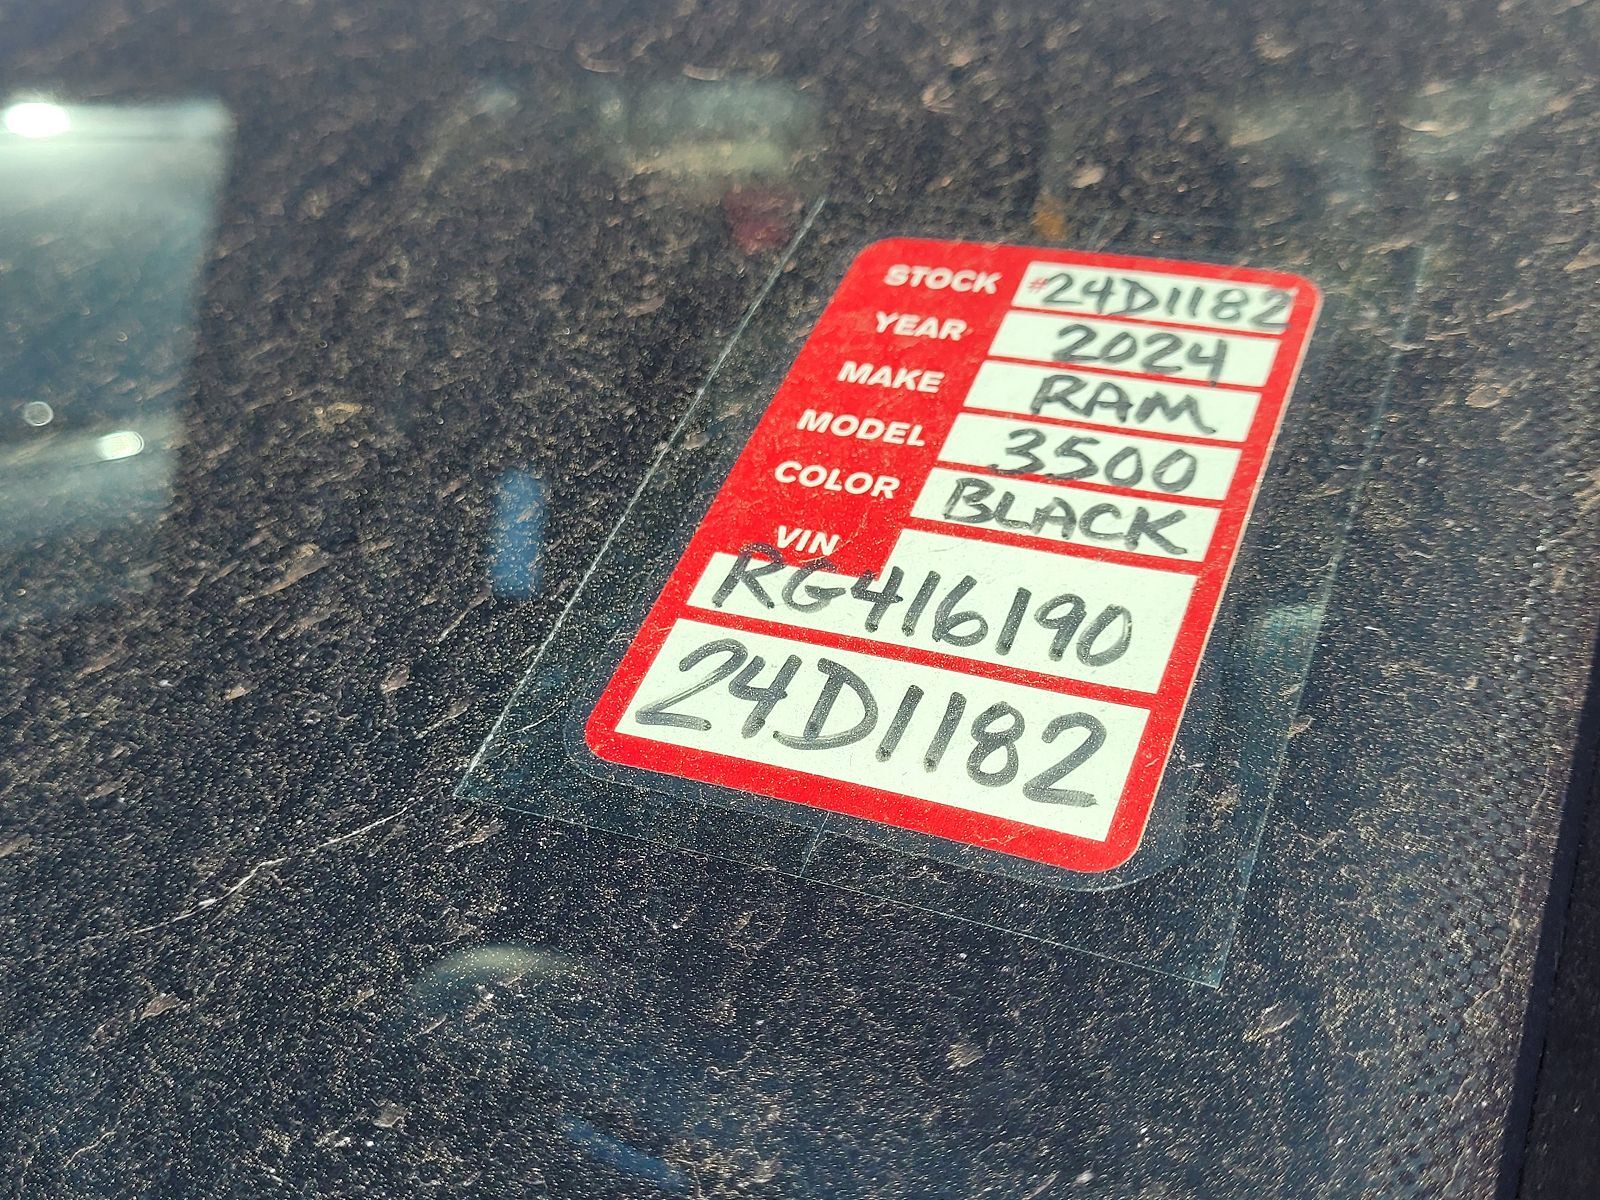 STOCK #24D1182
YEAR 2024
MAKE RAM
MODEL 3500
COLOR BLACK
VIN
RG416190
24D1182